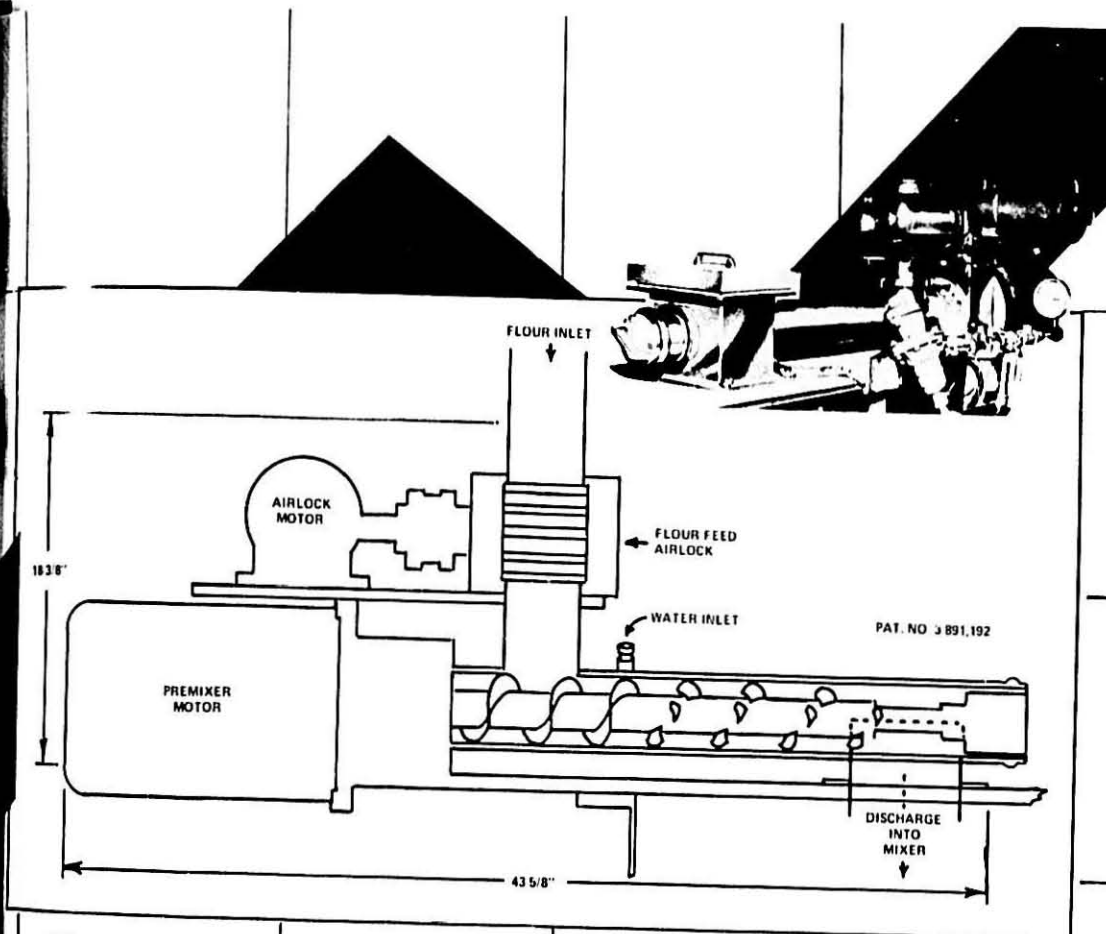 FLOUR INLET
AIRLOCK
MOTOR
FLOUR FEED
AIRLOCK
18 3/8"
WATER INLET
PAT. NO 3 891,192
PREMIXER
MOTOR
DISCHARGE
INTO
MIXER
43 5/8"